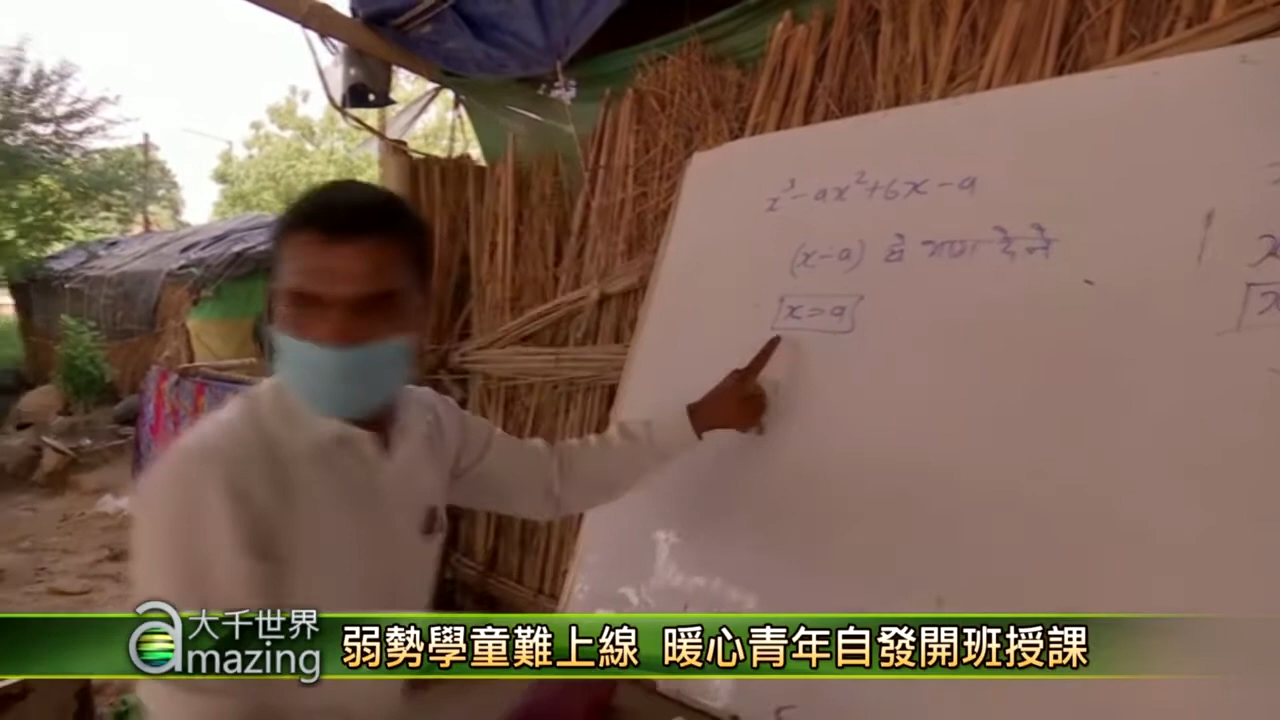 x³-ax²+6x-a
(x-a) से भाग देने
x=a
大千世界
amazing
弱勢學童難上線 暖心青年自發開班授課